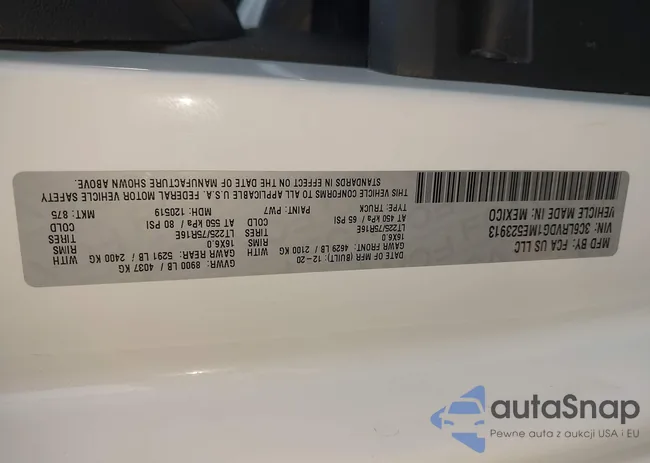 MFG BY: FCA US LLC
VIN: 3C6LRVDG1ME523913
VEHICLE MADE IN: MEXICO
DATE OF MFR (BUILT): 12-20
GAWR FRONT: 4629 LB / 2100 KG
16X6.0
LT225/75R16E
AT 450 kPa / 65 PSI
TYPE: TRUCK
GVWR: 8900 LB / 4037 KG
GAWR REAR: 5291 LB / 2400 KG
16X6.0 RIMS
LT225/75R16E TIRES
AT 550 kPa / 80 PSI COLD
PAINT: PW7
MDH: 120519
WITH
RIMS
TIRES
COLD
MKT: 875
THIS VEHICLE CONFORMS TO ALL APPLICABLE U.S.A. FEDERAL MOTOR VEHICLE SAFETY
STANDARDS IN EFFECT ON THE DATE OF MANUFACTURE SHOWN ABOVE.
autaSnap
Pewne auta z aukcji USA i EU